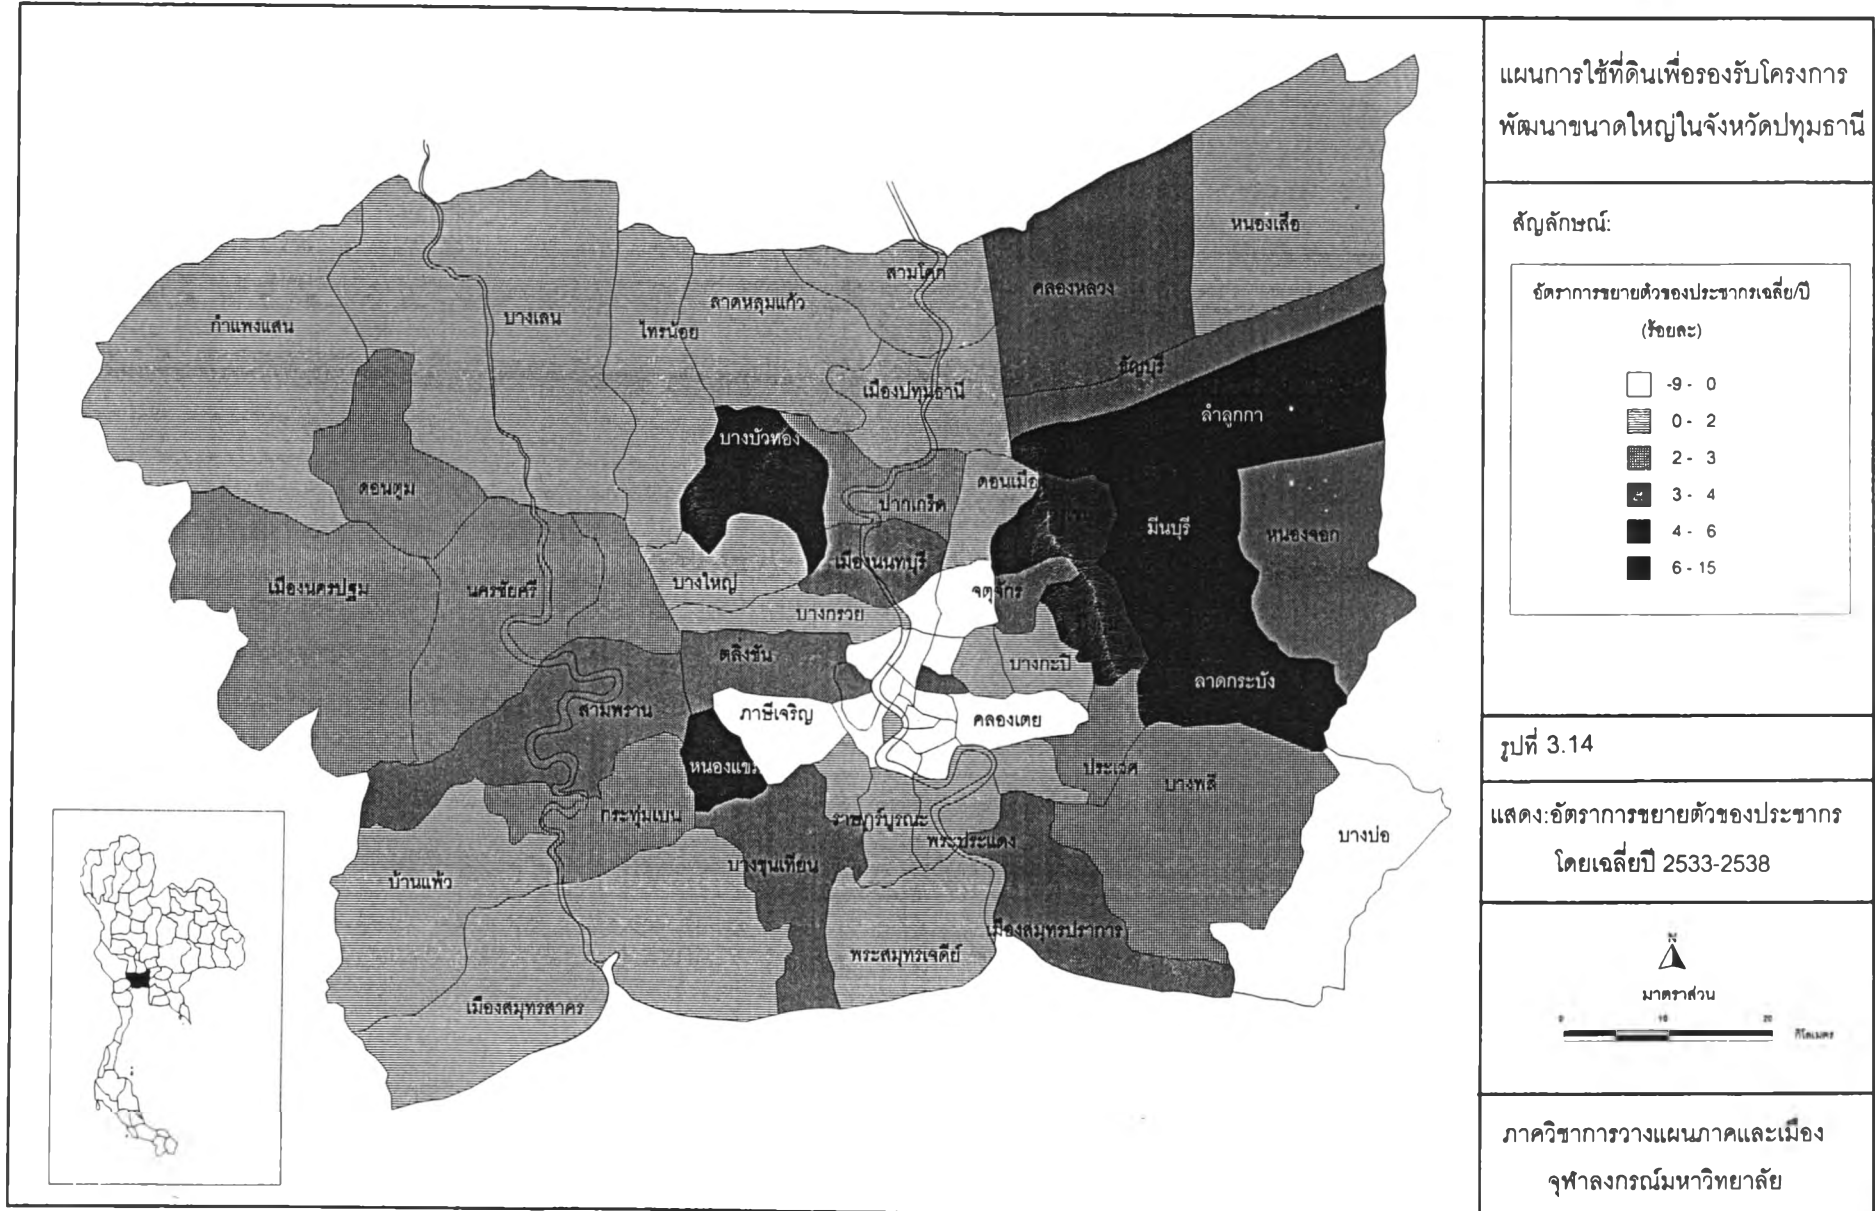 แผนการใช้ที่ดินเพื่อรองรับโครงการ
พัฒนาขนาดใหญ่ในจังหวัดปทุมธานี
สัญลักษณ์:
อัตราการขยายตัวของประชากรเฉลี่ย/ปี
(ร้อยละ)
-9 - 0
0 - 2
2 - 3
3 - 4
4 - 6
6 - 15
รูปที่ 3.14
แสดง:อัตราการขยายตัวของประชากร
โดยเฉลี่ยปี 2533-2538
N
มาตราส่วน
0 10 20
กิโลเมตร
ภาควิชาการวางแผนภาคและเมือง
จุฬาลงกรณ์มหาวิทยาลัย
หนองเสือ
สามโคก
คลองหลวง
ลาดหลุมแก้ว
บางเลน
ไทรน้อย
กำแพงแสน
ธัญบุรี
เมืองปทุมธานี
ลำลูกกา
บางบัวทอง
ดอนตูม
ดอนเมือง
ปากเกร็ด
มีนบุรี
หนองจอก
เมืองนนทบุรี
เมืองนครปฐม
นครชัยศรี
บางใหญ่
จตุจักร
บางกรวย
ตลิ่งชัน
บางกะปิ
ลาดกระบัง
สามพราน
ภาษีเจริญ
คลองเตย
หนองแขม
ประเวศ
บางพลี
กระทุ่มแบน
ราษฎร์บูรณะ
พระประแดง
บางบ่อ
บางขุนเทียน
บ้านแพ้ว
เมืองสมุทรปราการ
พระสมุทรเจดีย์
เมืองสมุทรสาคร